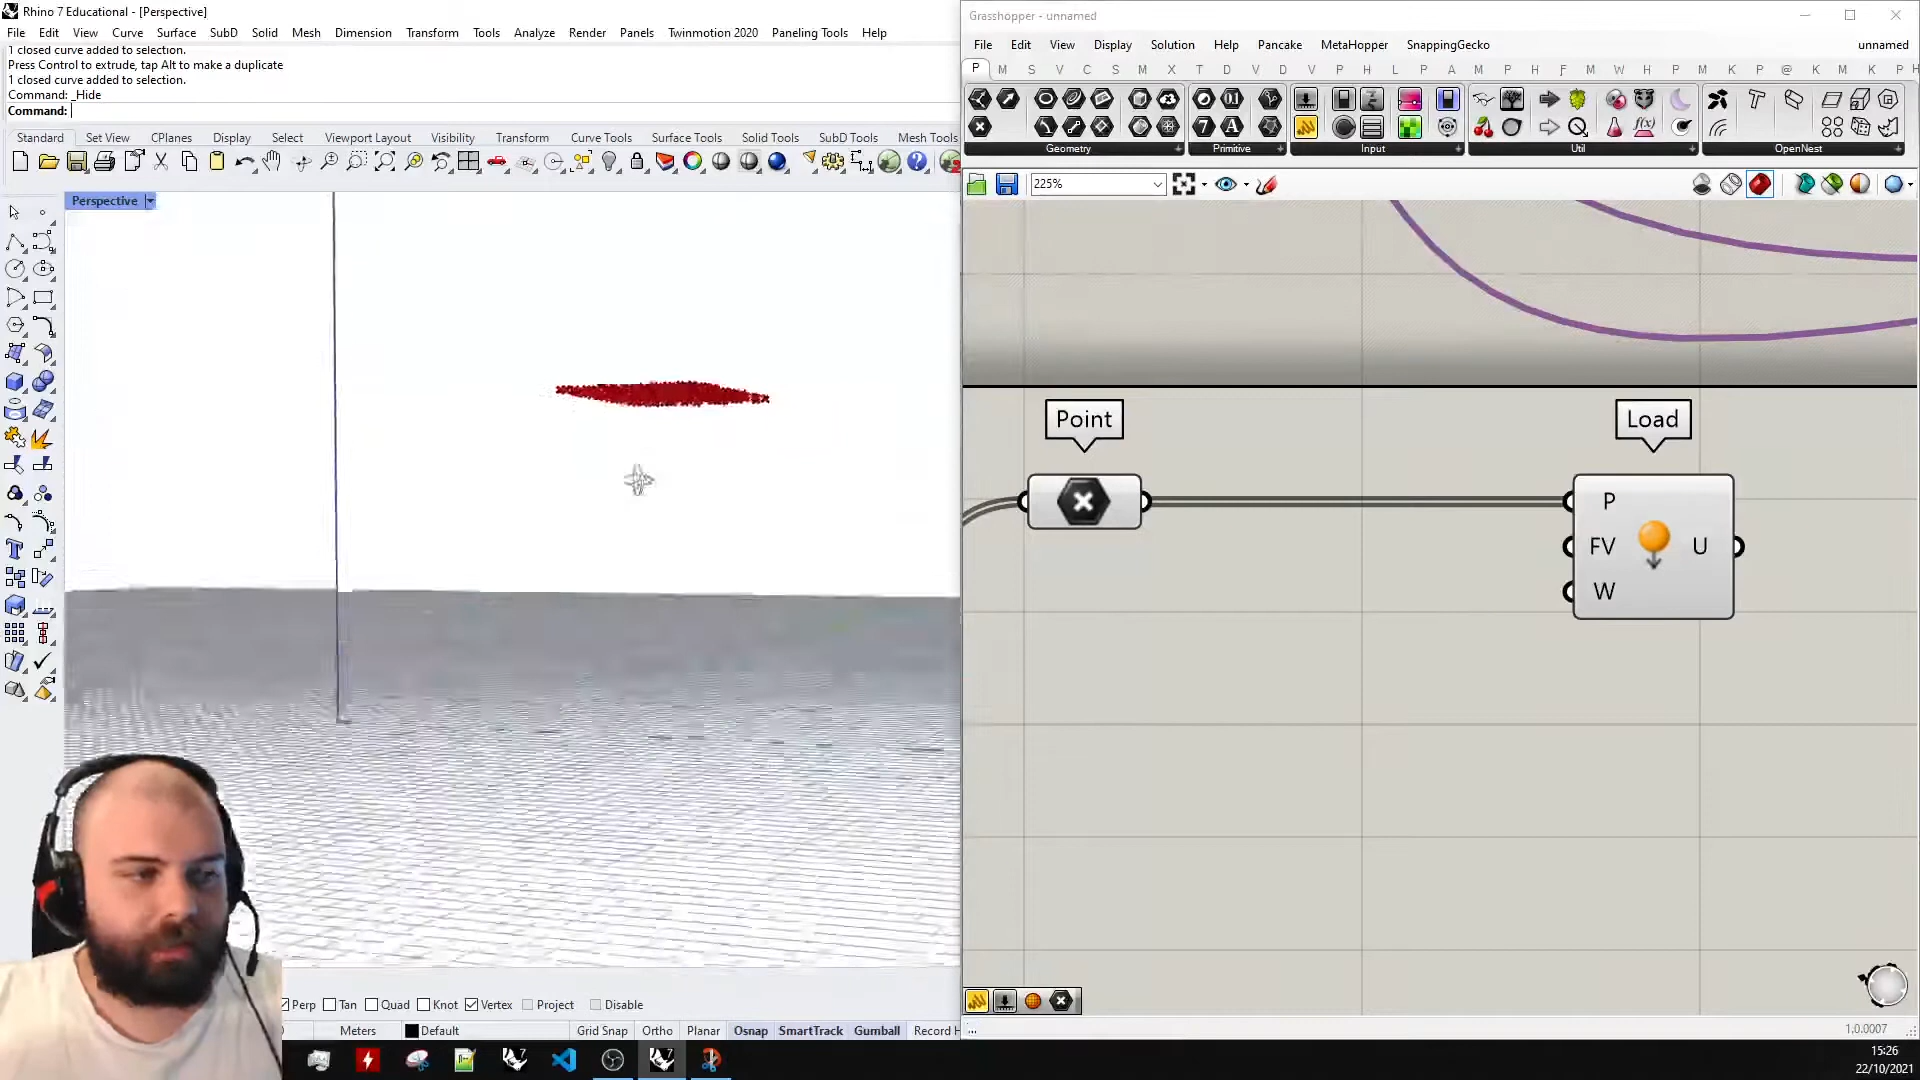 Rhino 7 Educational - [Perspective]
File Edit View Curve Surface SubD Solid Mesh Dimension Transform Tools Analyze Render Panels Twinmotion 2020 Paneling Tools Help
1 closed curve added to selection.
Press Control to extrude, tap Alt to make a duplicate
1 closed curve added to selection.
Command: _Hide
Command:
Standard Set View CPlanes Display Select Viewport Layout Visibility Transform Curve Tools Surface Tools Solid Tools SubD Tools Mesh Tools
Perspective
Perp Tan Quad Knot Vertex Project Disable
Meters Default Grid Snap Ortho Planar Osnap SmartTrack Gumball Record H
Grasshopper - unnamed
File Edit View Display Solution Help Pancake MetaHopper SnappingGecko unnamed
P M S V C S M X T D V D V H L P A M P H F M W H P M K P @ K M K P H
Geometry Primitive Input Util OpenNest
225%
Point
Load
P
FV
U
W
...
1.0.0007
15:26
22/10/2021